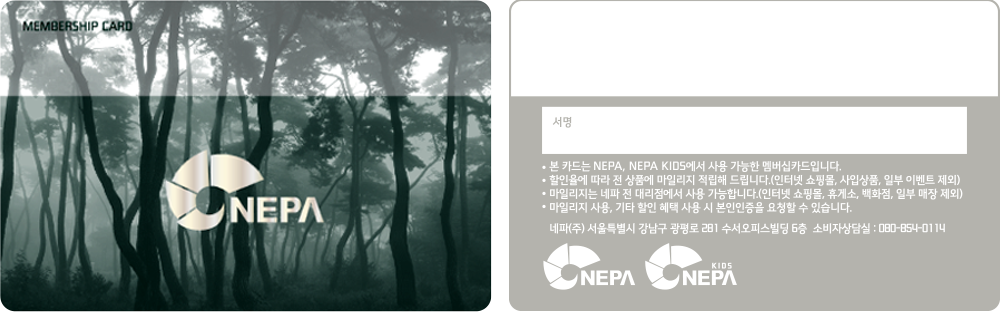 MEMBERSHIP CARD
NEPA
서명
• 본 카드는 NEPA, NEPA KIDS에서 사용 가능한 멤버십카드입니다.
• 할인율에 따라 전 상품에 마일리지 적립해 드립니다.(인터넷 쇼핑몰, 사입상품, 일부 이벤트 제외)
• 마일리지는 네파 전 대리점에서 사용 가능합니다.(인터넷 쇼핑몰, 휴게소, 백화점, 일부 매장 제외)
• 마일리지 사용, 기타 할인 혜택 사용 시 본인인증을 요청할 수 있습니다.
네파(주) 서울특별시 강남구 광평로 281 수서오피스빌딩 6층 소비자상담실 : 080-854-0114
NEPA NEPA KIDS